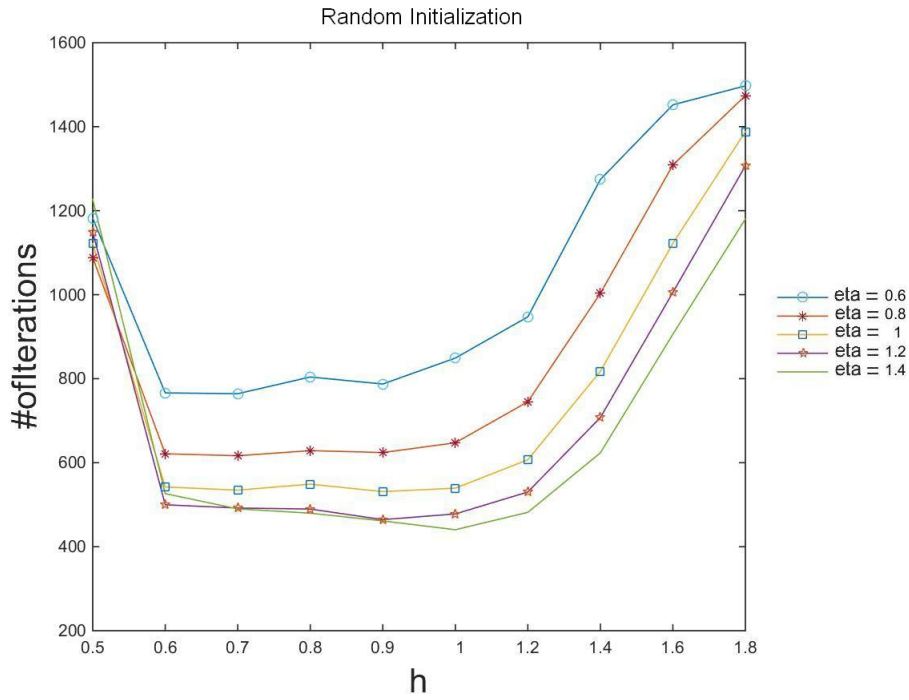 Random Initialization
1600
1400
1200
1000
800
600
400
200
#ofIterations
0.5 0.6 0.7 0.8 0.9 1 1.2 1.4 1.6 1.8
h
eta = 0.6
eta = 0.8
eta = 1
eta = 1.2
eta = 1.4